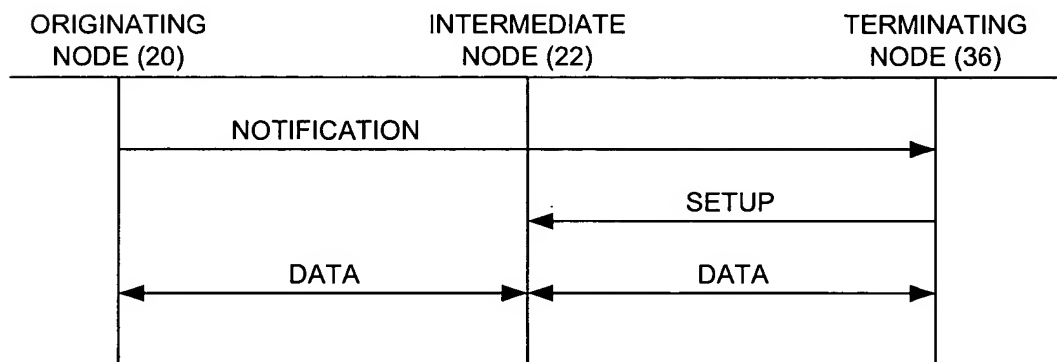 ORIGINATING
NODE (20)
INTERMEDIATE
NODE (22)
TERMINATING
NODE (36)
NOTIFICATION
SETUP
DATA
DATA